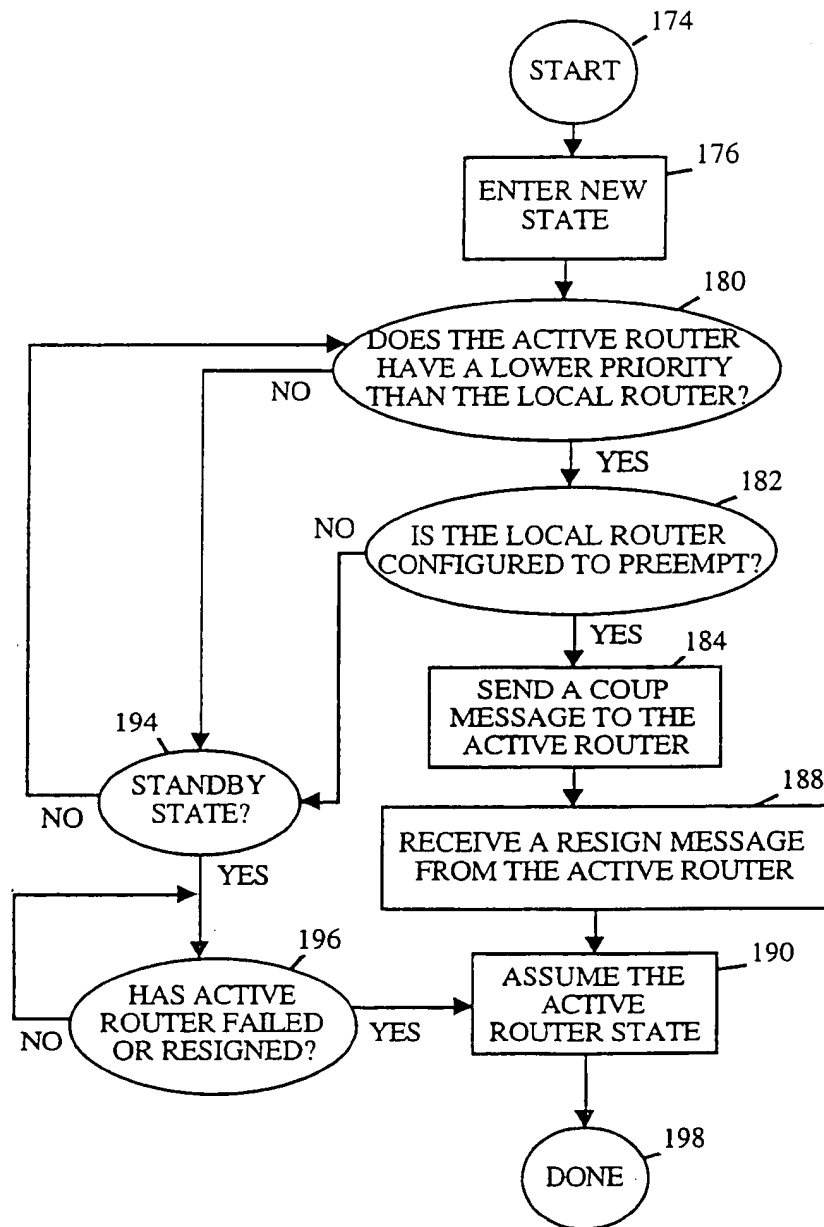 174
START
176
ENTER NEW
STATE
180
DOES THE ACTIVE ROUTER
HAVE A LOWER PRIORITY
THAN THE LOCAL ROUTER?
NO
YES
182
NO
IS THE LOCAL ROUTER
CONFIGURED TO PREEMPT?
YES
184
SEND A COUP
MESSAGE TO THE
ACTIVE ROUTER
194
STANDBY
STATE?
NO
YES
188
RECEIVE A RESIGN MESSAGE
FROM THE ACTIVE ROUTER
196
HAS ACTIVE
ROUTER FAILED
OR RESIGNED?
NO
YES
190
ASSUME THE
ACTIVE
ROUTER STATE
198
DONE